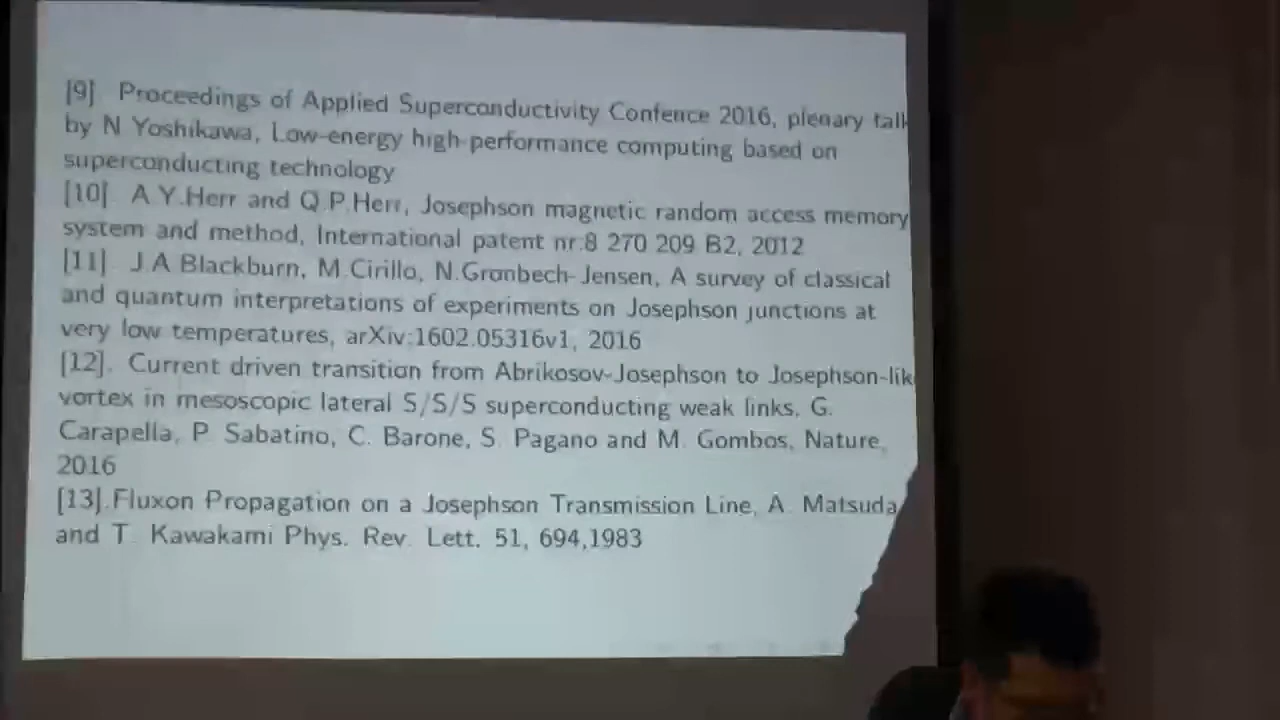 [9]. Proceedings of Applied Superconductivity Confence 2016, plenary talk
by N Yoshikawa, Low-energy high-performance computing based on
superconducting technology
[10]. A.Y.Herr and Q.P.Herr, Josephson magnetic random access memory
system and method, International patent nr:8 270 209 B2, 2012
[11]. J.A Blackburn, M.Cirillo, N.Gronbech-Jensen, A survey of classical
and quantum interpretations of experiments on Josephson junctions at
very low temperatures, arXiv:1602.05316v1, 2016
[12]. Current driven transition from Abrikosov-Josephson to Josephson-lik
vortex in mesoscopic lateral S/S/S superconducting weak links, G.
Carapella, P. Sabatino, C. Barone, S. Pagano and M. Gombos, Nature,
2016
[13].Fluxon Propagation on a Josephson Transmission Line, A. Matsuda
and T. Kawakami Phys. Rev. Lett. 51, 694,1983